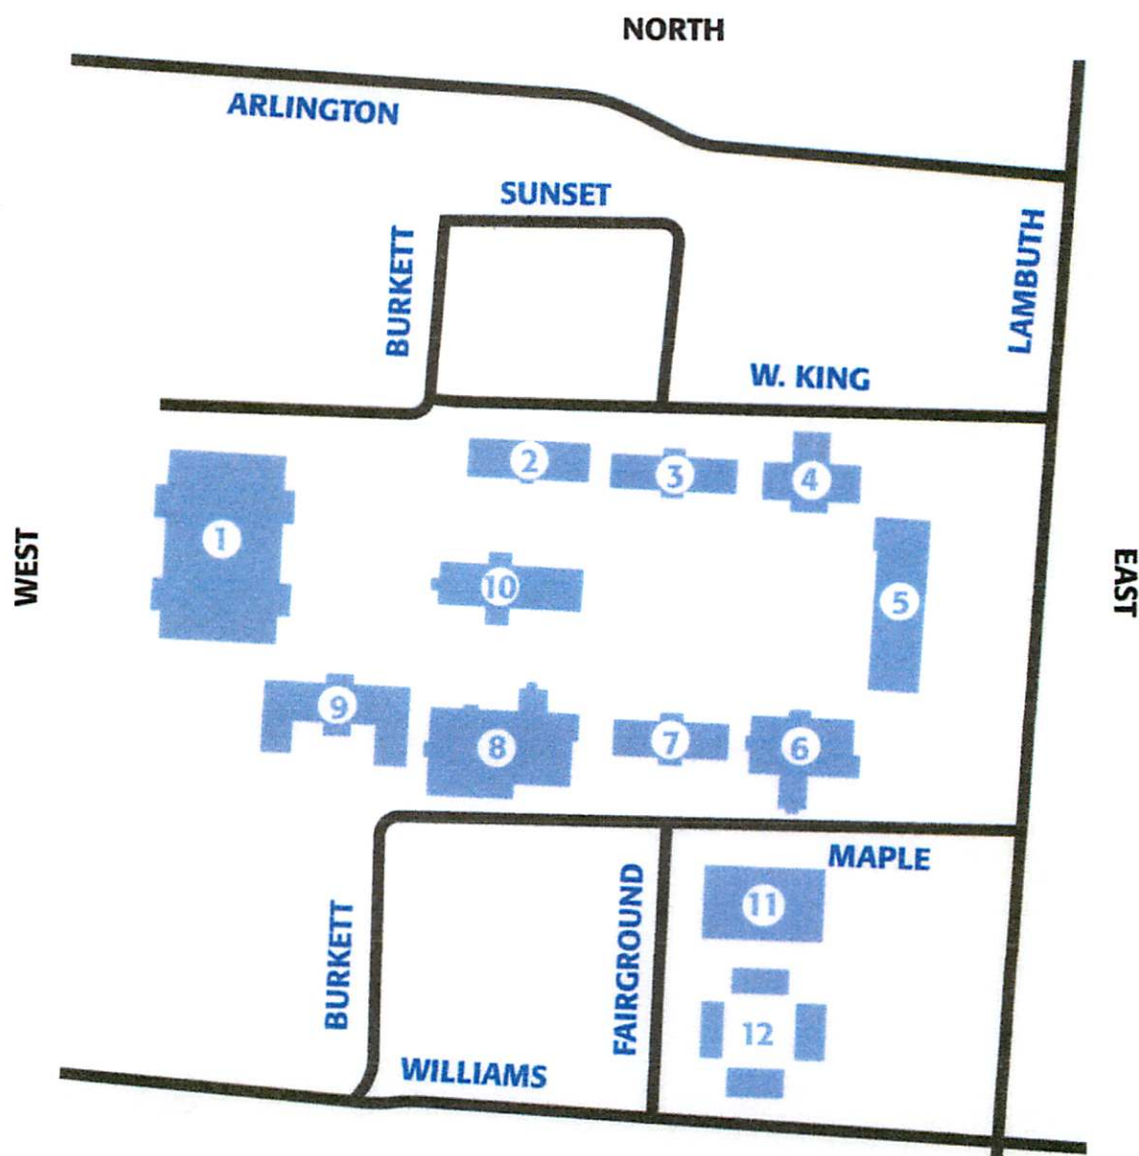 NORTH
ARLINGTON
SUNSET
BURKETT
LAMBUTH
W. KING
2
3
4
1
WEST
EAST
10
5
9
8
7
6
MAPLE
11
BURKETT
FAIRGROUND
12
WILLIAMS